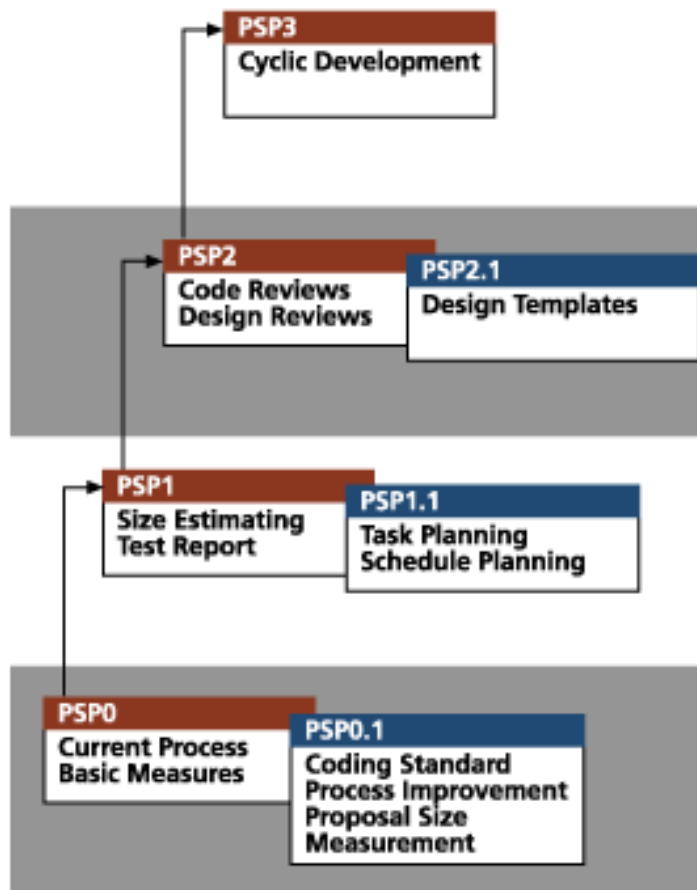 PSP3
Cyclic Development
PSP2
Code Reviews
Design Reviews
PSP2.1
Design Templates
PSP1
Size Estimating
Test Report
PSP1.1
Task Planning
Schedule Planning
PSP0
Current Process
Basic Measures
PSP0.1
Coding Standard
Process Improvement
Proposal Size
Measurement